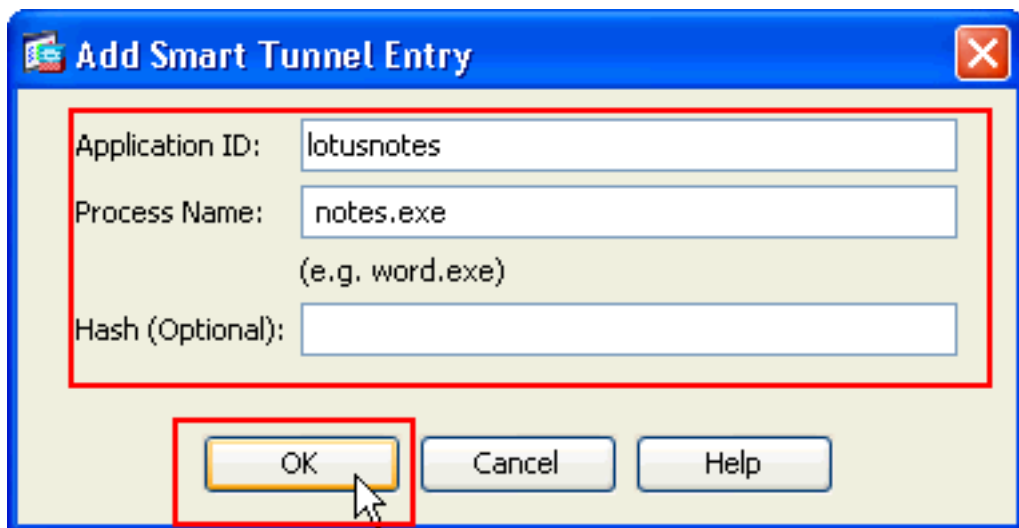 Add Smart Tunnel Entry
Application ID: lotusnotes
Process Name: notes.exe
(e.g. word.exe)
Hash (Optional):
OK Cancel Help